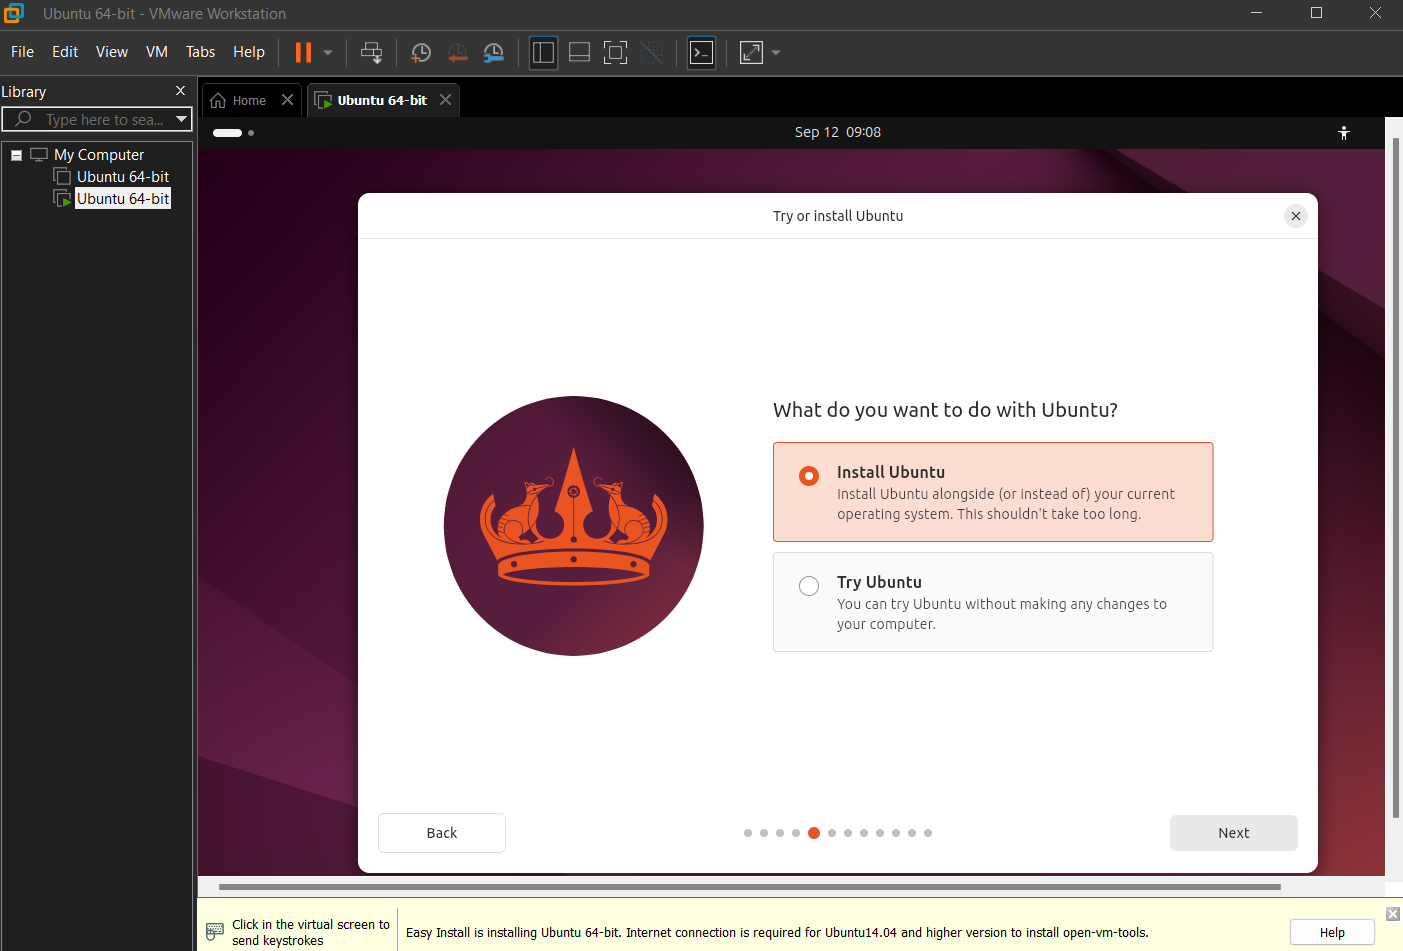 Ubuntu 64-bit - VMware Workstation
File Edit View VM Tabs Help
Library
Type here to sea...
My Computer
Ubuntu 64-bit
Ubuntu 64-bit
Home
Ubuntu 64-bit
Sep 12 09:08
Try or install Ubuntu
What do you want to do with Ubuntu?
Install Ubuntu
Install Ubuntu alongside (or instead of) your current
operating system. This shouldn't take too long.
Try Ubuntu
You can try Ubuntu without making any changes to
your computer.
Back
Next
Click in the virtual screen to
send keystrokes
Easy Install is installing Ubuntu 64-bit. Internet connection is required for Ubuntu14.04 and higher version to install open-vm-tools.
Help